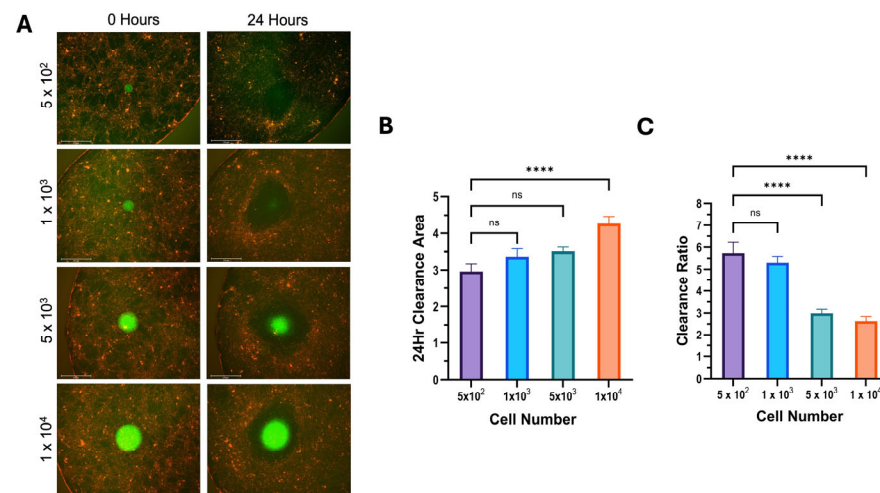 A
0 Hours
24 Hours
5 x 10²
1 x 10³
5 x 10³
1 x 10⁴
B
****
ns
ns
24Hr Clearance Area
5
4
3
2
1
0
5x10²
1x10³
5x10³
1x10⁴
Cell Number
C
****
****
ns
Clearance Ratio
8
7
6
5
4
3
2
1
0
5 x 10²
1 x 10³
5 x 10³
1 x 10⁴
Cell Number